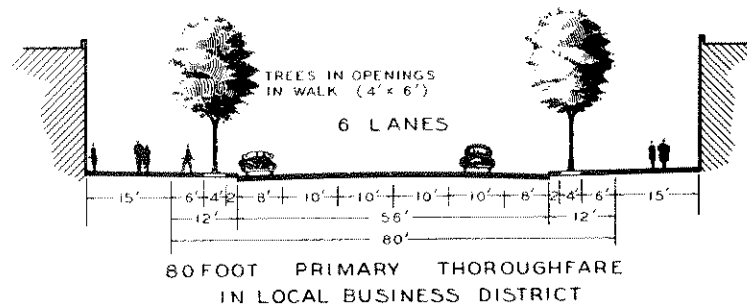 TREES IN OPENINGS
IN WALK (4'× 6')
6 LANES
15' 6' 4' 2' 8' 10' 10' 10' 10' 8' 2' 4' 6' 15'
12' 56' 12'
80'
80 FOOT PRIMARY THOROUGHFARE
IN LOCAL BUSINESS DISTRICT